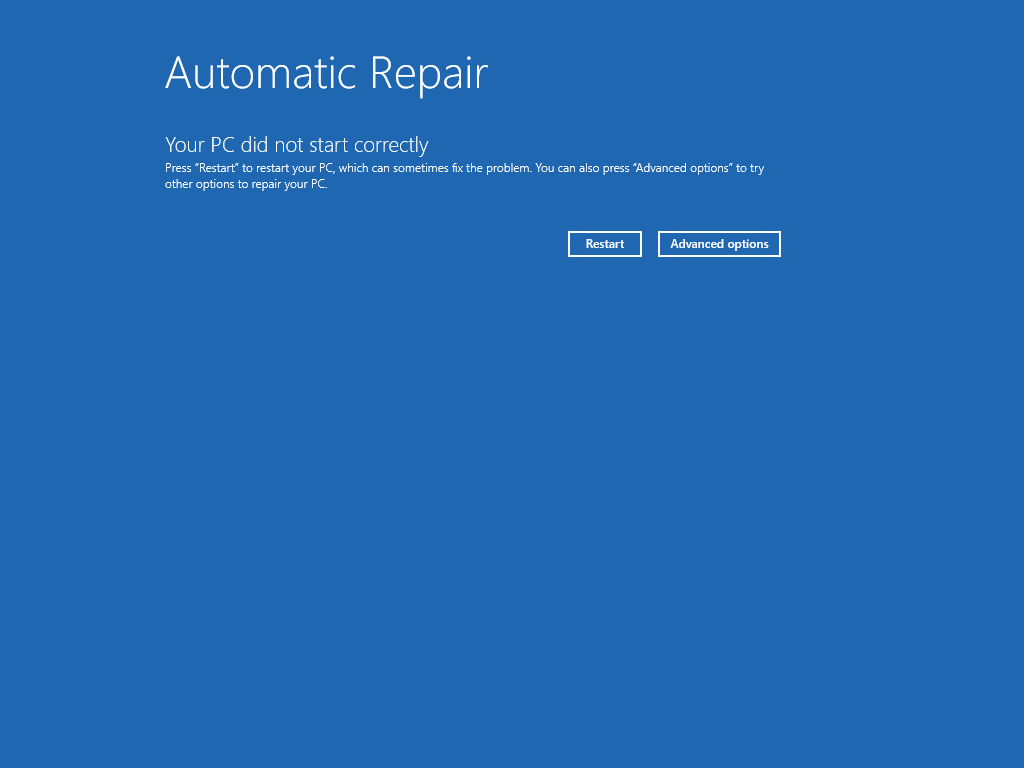 Automatic Repair
Your PC did not start correctly
Press “Restart” to restart your PC, which can sometimes fix the problem. You can also press “Advanced options” to try
other options to repair your PC.
Restart
Advanced options